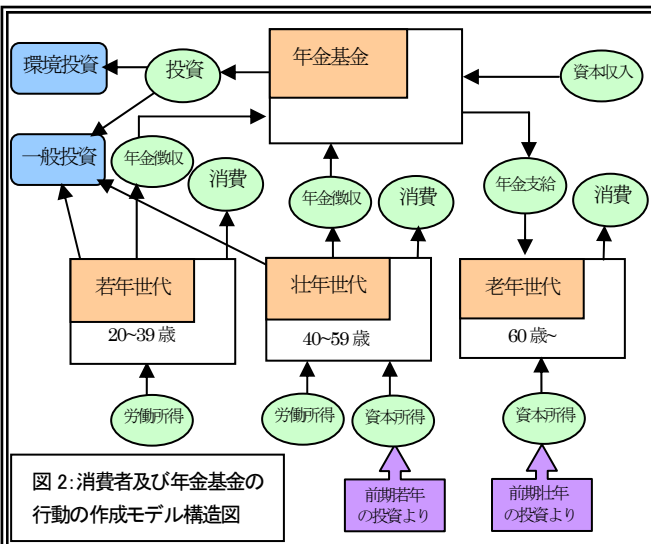 環境投資
投資
年金基金
資本収入
一般投資
年金徴収
消費
年金徴収
消費
年金支給
消費
若年世代
20~39歳
壮年世代
40~59歳
老年世代
60歳~
労働所得
労働所得
資本所得
資本所得
前期若年
の投資より
前期壮年
の投資より
図2:消費者及び年金基金の
行動の作成モデル構造図